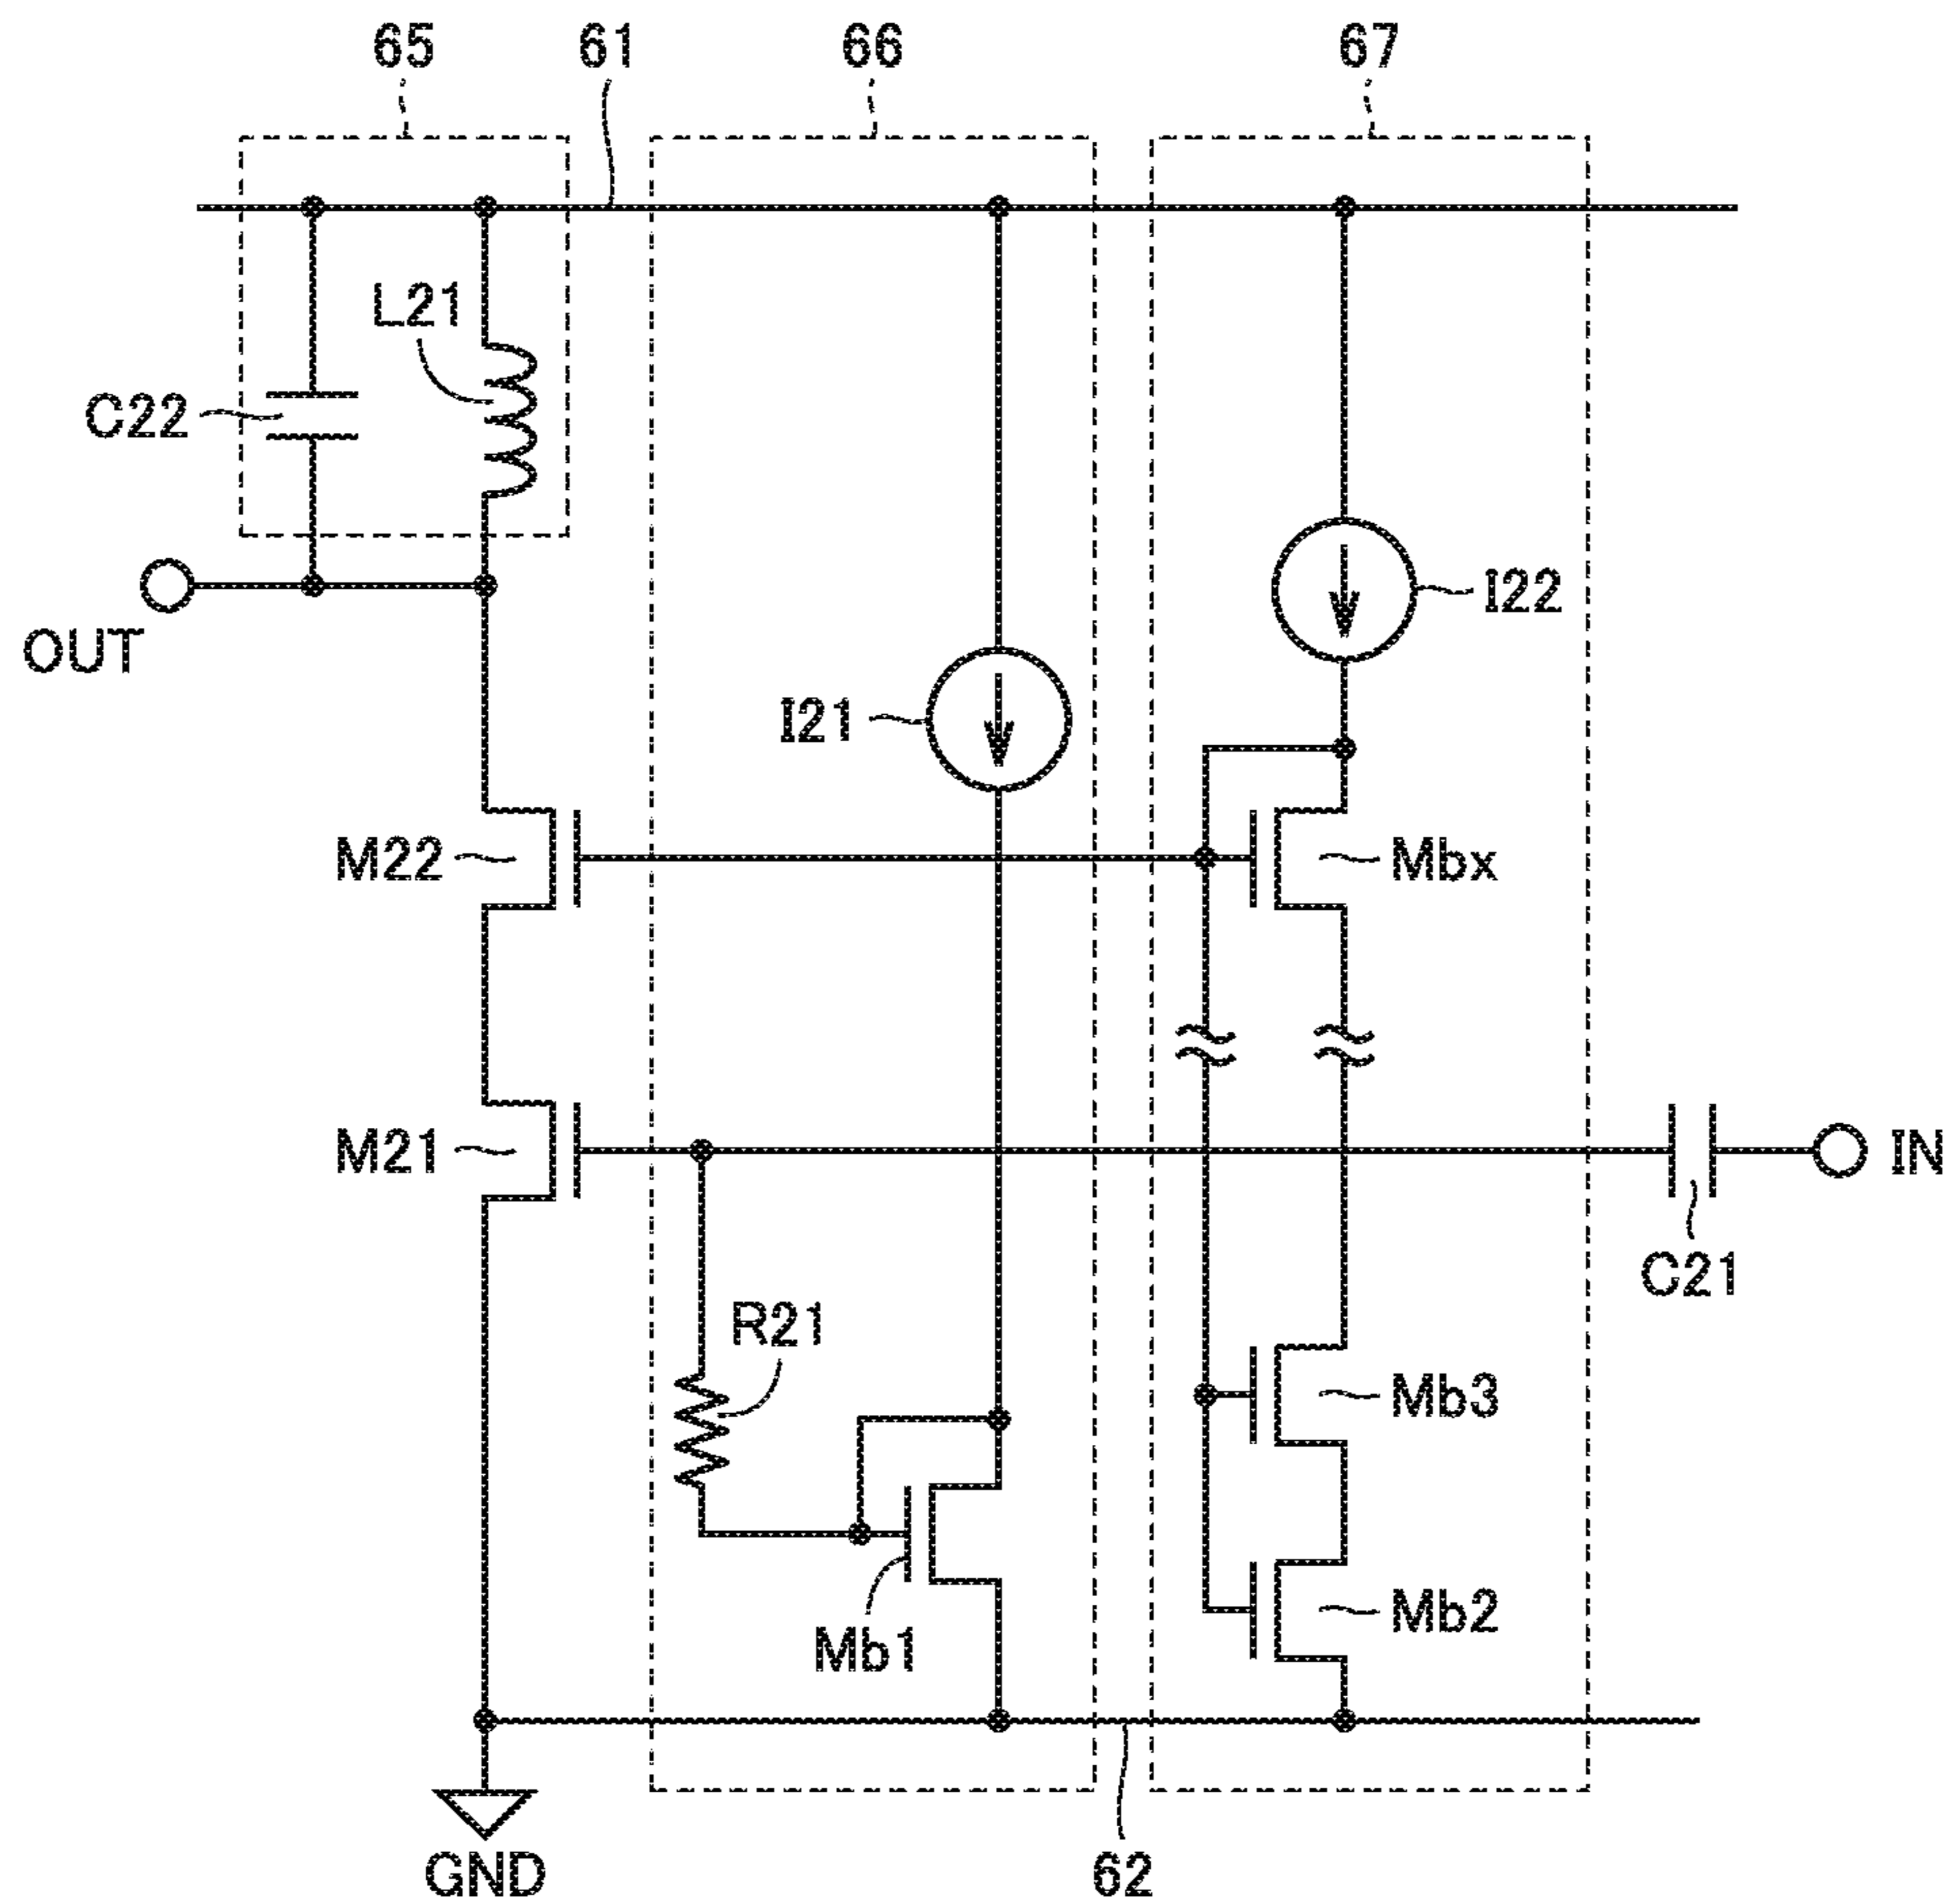 65
61
66
67
L21
C22
I22
OUT
I21
M22
Mbx
M21
IN
C21
R21
Mb3
Mb2
Mb1
GND
62